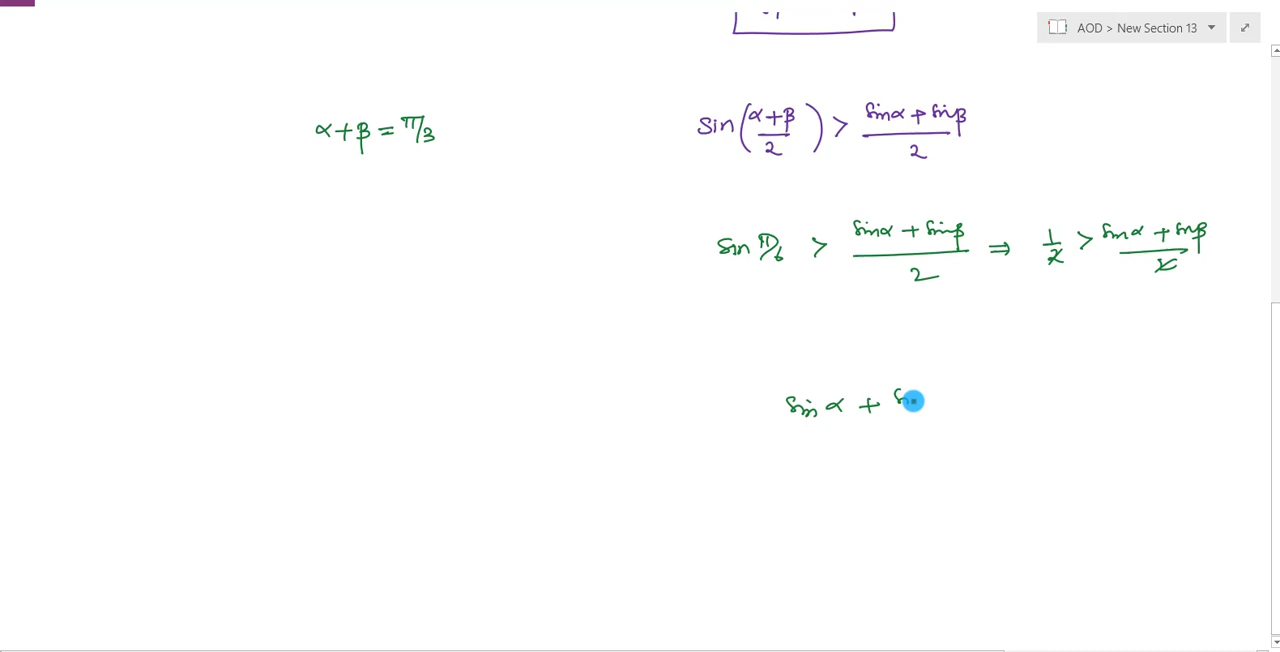 AOD > New Section 13
α+β = π/3
sin(α+β/2) > sinα + sinβ/2
sin π/6 > sinα + sinβ/2 ⇒ 1/2 > sinα + sinβ/2
sin α +